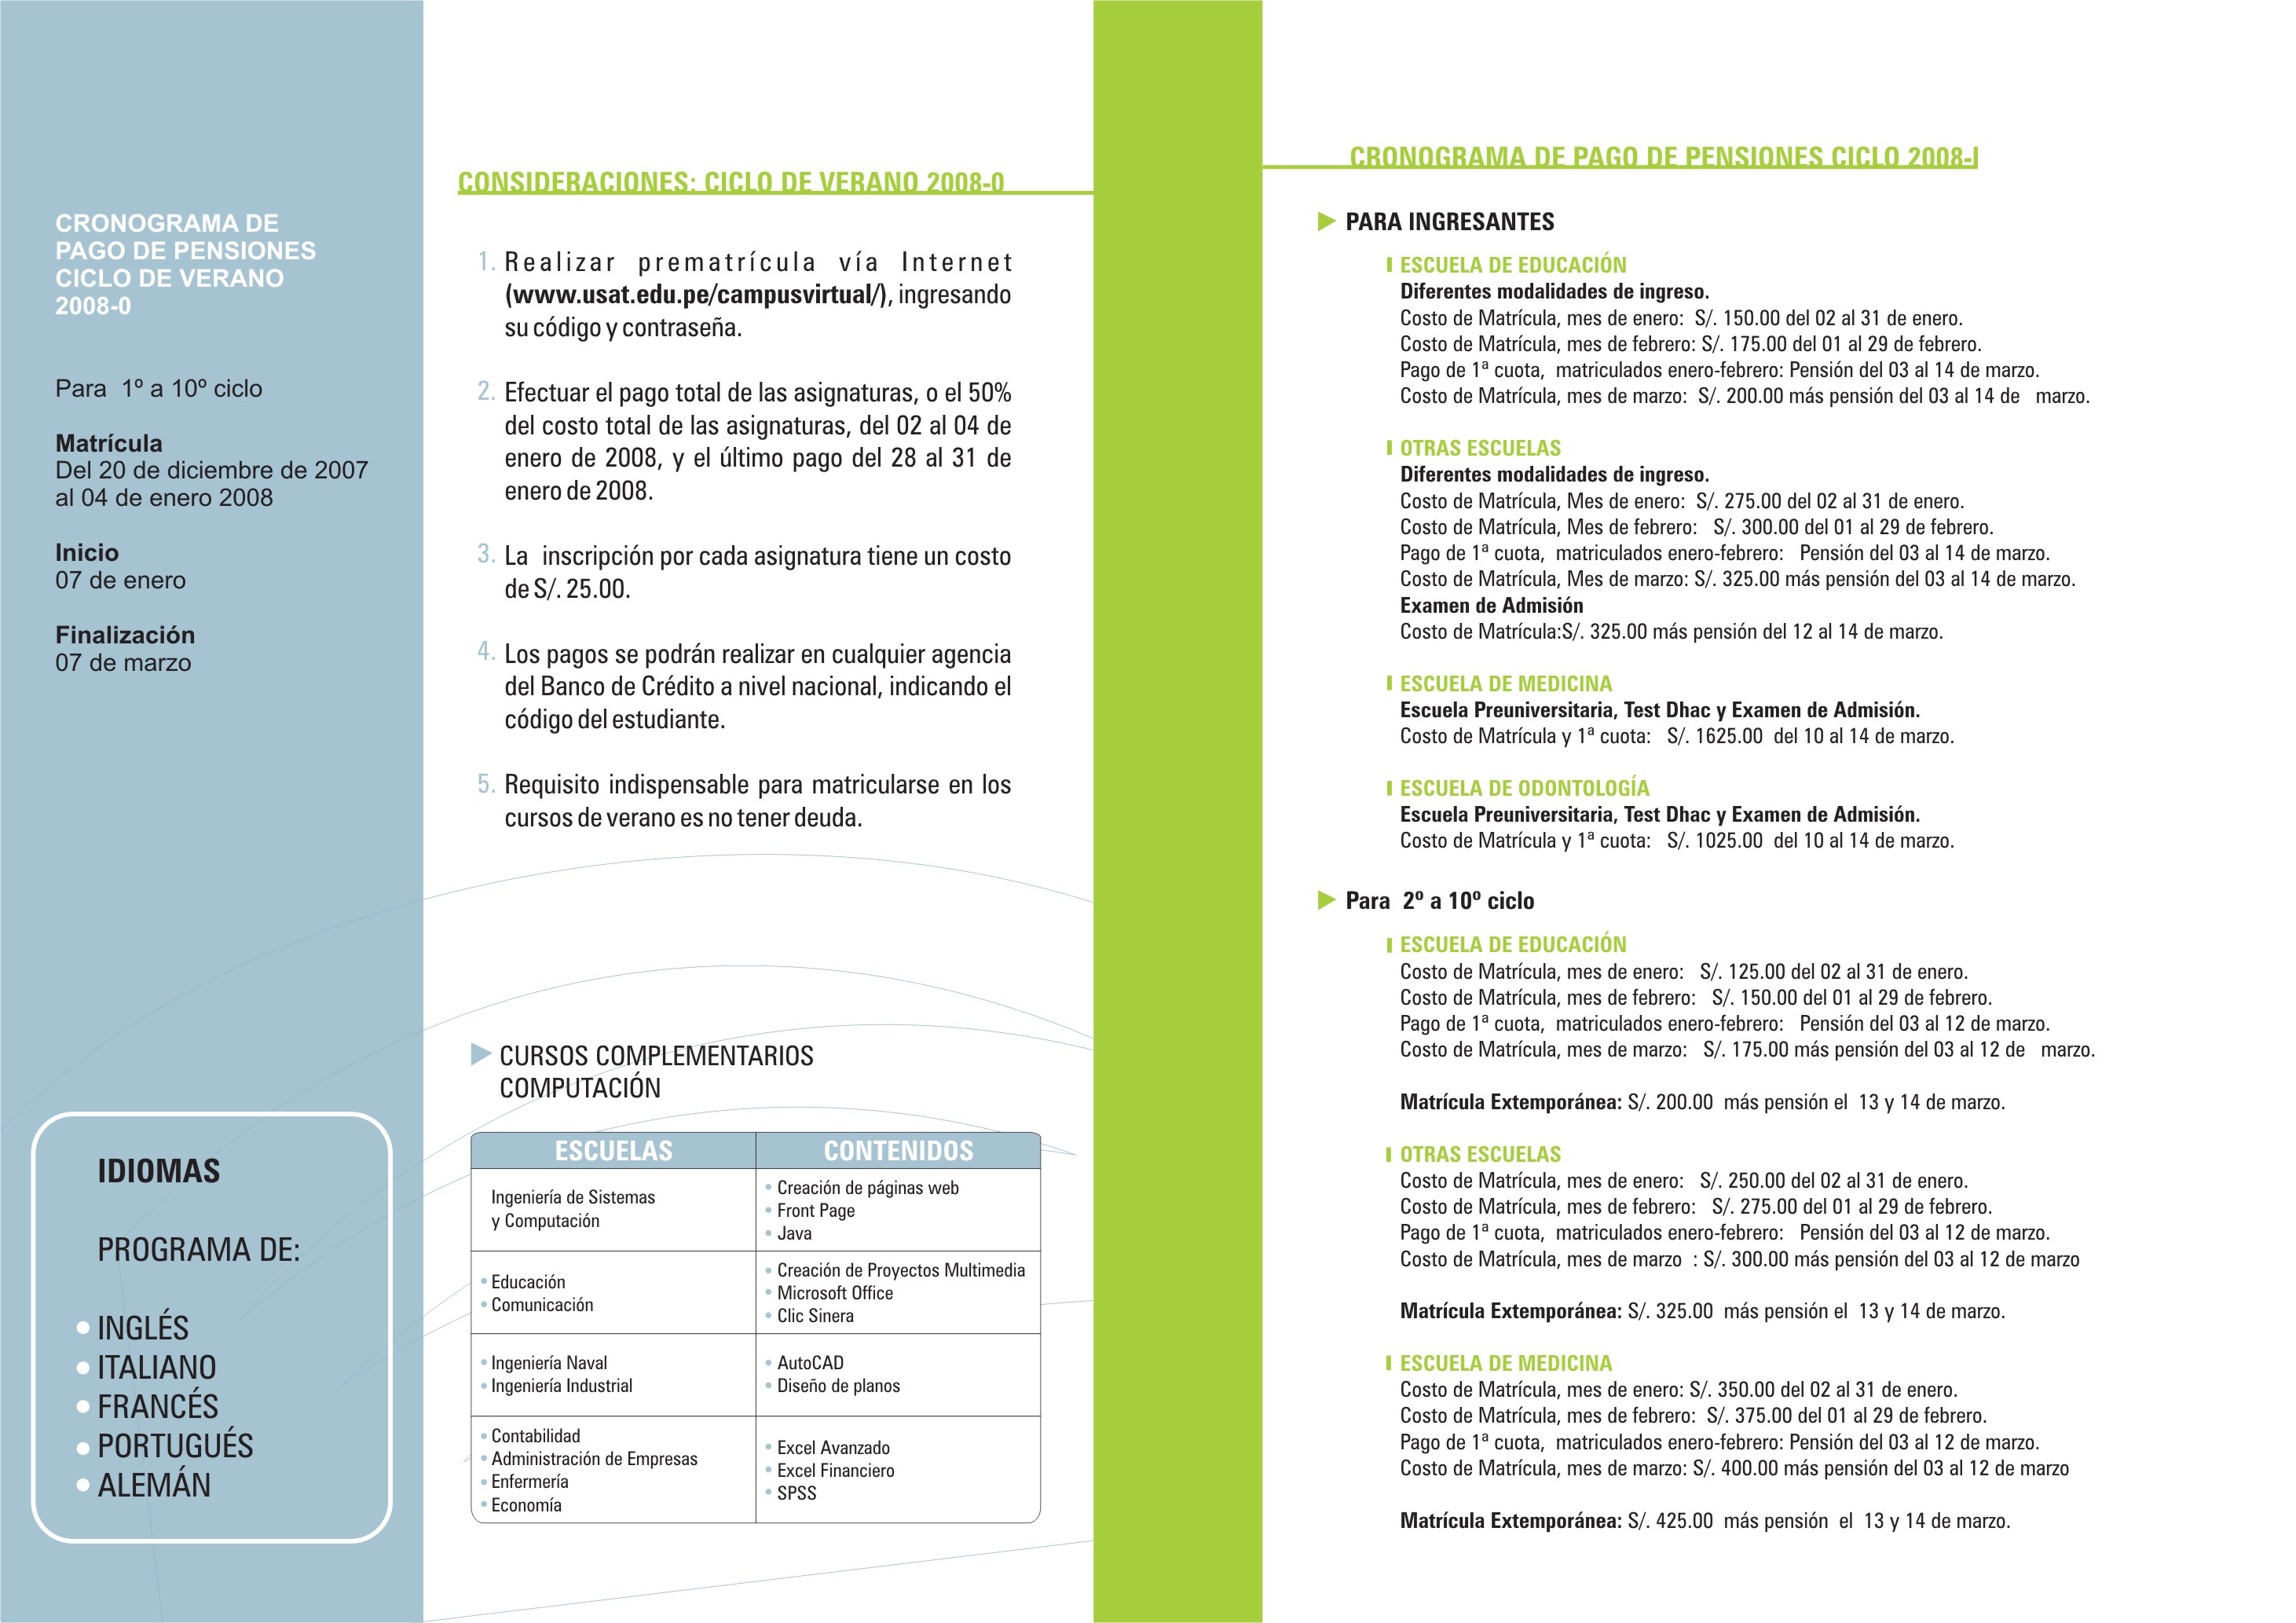 CRONOGRAMA DE
PAGO DE PENSIONES
CICLO DE VERANO
2008-0
Para 1º a 10º ciclo
Matrícula
Del 20 de diciembre de 2007
al 04 de enero 2008
Inicio
07 de enero
Finalización
07 de marzo
IDIOMAS
PROGRAMA DE:
INGLÉS
ITALIANO
FRANCÉS
PORTUGUÉS
ALEMÁN
CONSIDERACIONES: CICLO DE VERANO 2008-0
1. Realizar prematrícula vía Internet
(www.usat.edu.pe/campusvirtual/), ingresando
su código y contraseña.
2. Efectuar el pago total de las asignaturas, o el 50%
del costo total de las asignaturas, del 02 al 04 de
enero de 2008, y el último pago del 28 al 31 de
enero de 2008.
3. La inscripción por cada asignatura tiene un costo
de S/. 25.00.
4. Los pagos se podrán realizar en cualquier agencia
del Banco de Crédito a nivel nacional, indicando el
código del estudiante.
5. Requisito indispensable para matricularse en los
cursos de verano es no tener deuda.
CURSOS COMPLEMENTARIOS
COMPUTACIÓN
ESCUELAS CONTENIDOS
Ingeniería de Sistemas
y Computación
• Creación de páginas web
• Front Page
• Java
• Educación
• Comunicación
• Creación de Proyectos Multimedia
• Microsoft Office
• Clic Sinera
• Ingeniería Naval
• Ingeniería Industrial
• AutoCAD
• Diseño de planos
• Contabilidad
• Administración de Empresas
• Enfermería
• Economía
• Excel Avanzado
• Excel Financiero
• SPSS
CRONOGRAMA DE PAGO DE PENSIONES CICLO 2008-I
PARA INGRESANTES
ESCUELA DE EDUCACIÓN
Diferentes modalidades de ingreso.
Costo de Matrícula, mes de enero: S/. 150.00 del 02 al 31 de enero.
Costo de Matrícula, mes de febrero: S/. 175.00 del 01 al 29 de febrero.
Pago de 1ª cuota, matriculados enero-febrero: Pensión del 03 al 14 de marzo.
Costo de Matrícula, mes de marzo: S/. 200.00 más pensión del 03 al 14 de marzo.
OTRAS ESCUELAS
Diferentes modalidades de ingreso.
Costo de Matrícula, Mes de enero: S/. 275.00 del 02 al 31 de enero.
Costo de Matrícula, Mes de febrero: S/. 300.00 del 01 al 29 de febrero.
Pago de 1ª cuota, matriculados enero-febrero: Pensión del 03 al 14 de marzo.
Costo de Matrícula, Mes de marzo: S/. 325.00 más pensión del 03 al 14 de marzo.
Examen de Admisión
Costo de Matrícula:S/. 325.00 más pensión del 12 al 14 de marzo.
ESCUELA DE MEDICINA
Escuela Preuniversitaria, Test Dhac y Examen de Admisión.
Costo de Matrícula y 1ª cuota: S/. 1625.00 del 10 al 14 de marzo.
ESCUELA DE ODONTOLOGÍA
Escuela Preuniversitaria, Test Dhac y Examen de Admisión.
Costo de Matrícula y 1ª cuota: S/. 1025.00 del 10 al 14 de marzo.
Para 2º a 10º ciclo
ESCUELA DE EDUCACIÓN
Costo de Matrícula, mes de enero: S/. 125.00 del 02 al 31 de enero.
Costo de Matrícula, mes de febrero: S/. 150.00 del 01 al 29 de febrero.
Pago de 1ª cuota, matriculados enero-febrero: Pensión del 03 al 12 de marzo.
Costo de Matrícula, mes de marzo: S/. 175.00 más pensión del 03 al 12 de marzo.
Matrícula Extemporánea: S/. 200.00 más pensión el 13 y 14 de marzo.
OTRAS ESCUELAS
Costo de Matrícula, mes de enero: S/. 250.00 del 02 al 31 de enero.
Costo de Matrícula, mes de febrero: S/. 275.00 del 01 al 29 de febrero.
Pago de 1ª cuota, matriculados enero-febrero: Pensión del 03 al 12 de marzo.
Costo de Matrícula, mes de marzo : S/. 300.00 más pensión del 03 al 12 de marzo
Matrícula Extemporánea: S/. 325.00 más pensión el 13 y 14 de marzo.
ESCUELA DE MEDICINA
Costo de Matrícula, mes de enero: S/. 350.00 del 02 al 31 de enero.
Costo de Matrícula, mes de febrero: S/. 375.00 del 01 al 29 de febrero.
Pago de 1ª cuota, matriculados enero-febrero: Pensión del 03 al 12 de marzo.
Costo de Matrícula, mes de marzo: S/. 400.00 más pensión del 03 al 12 de marzo
Matrícula Extemporánea: S/. 425.00 más pensión el 13 y 14 de marzo.